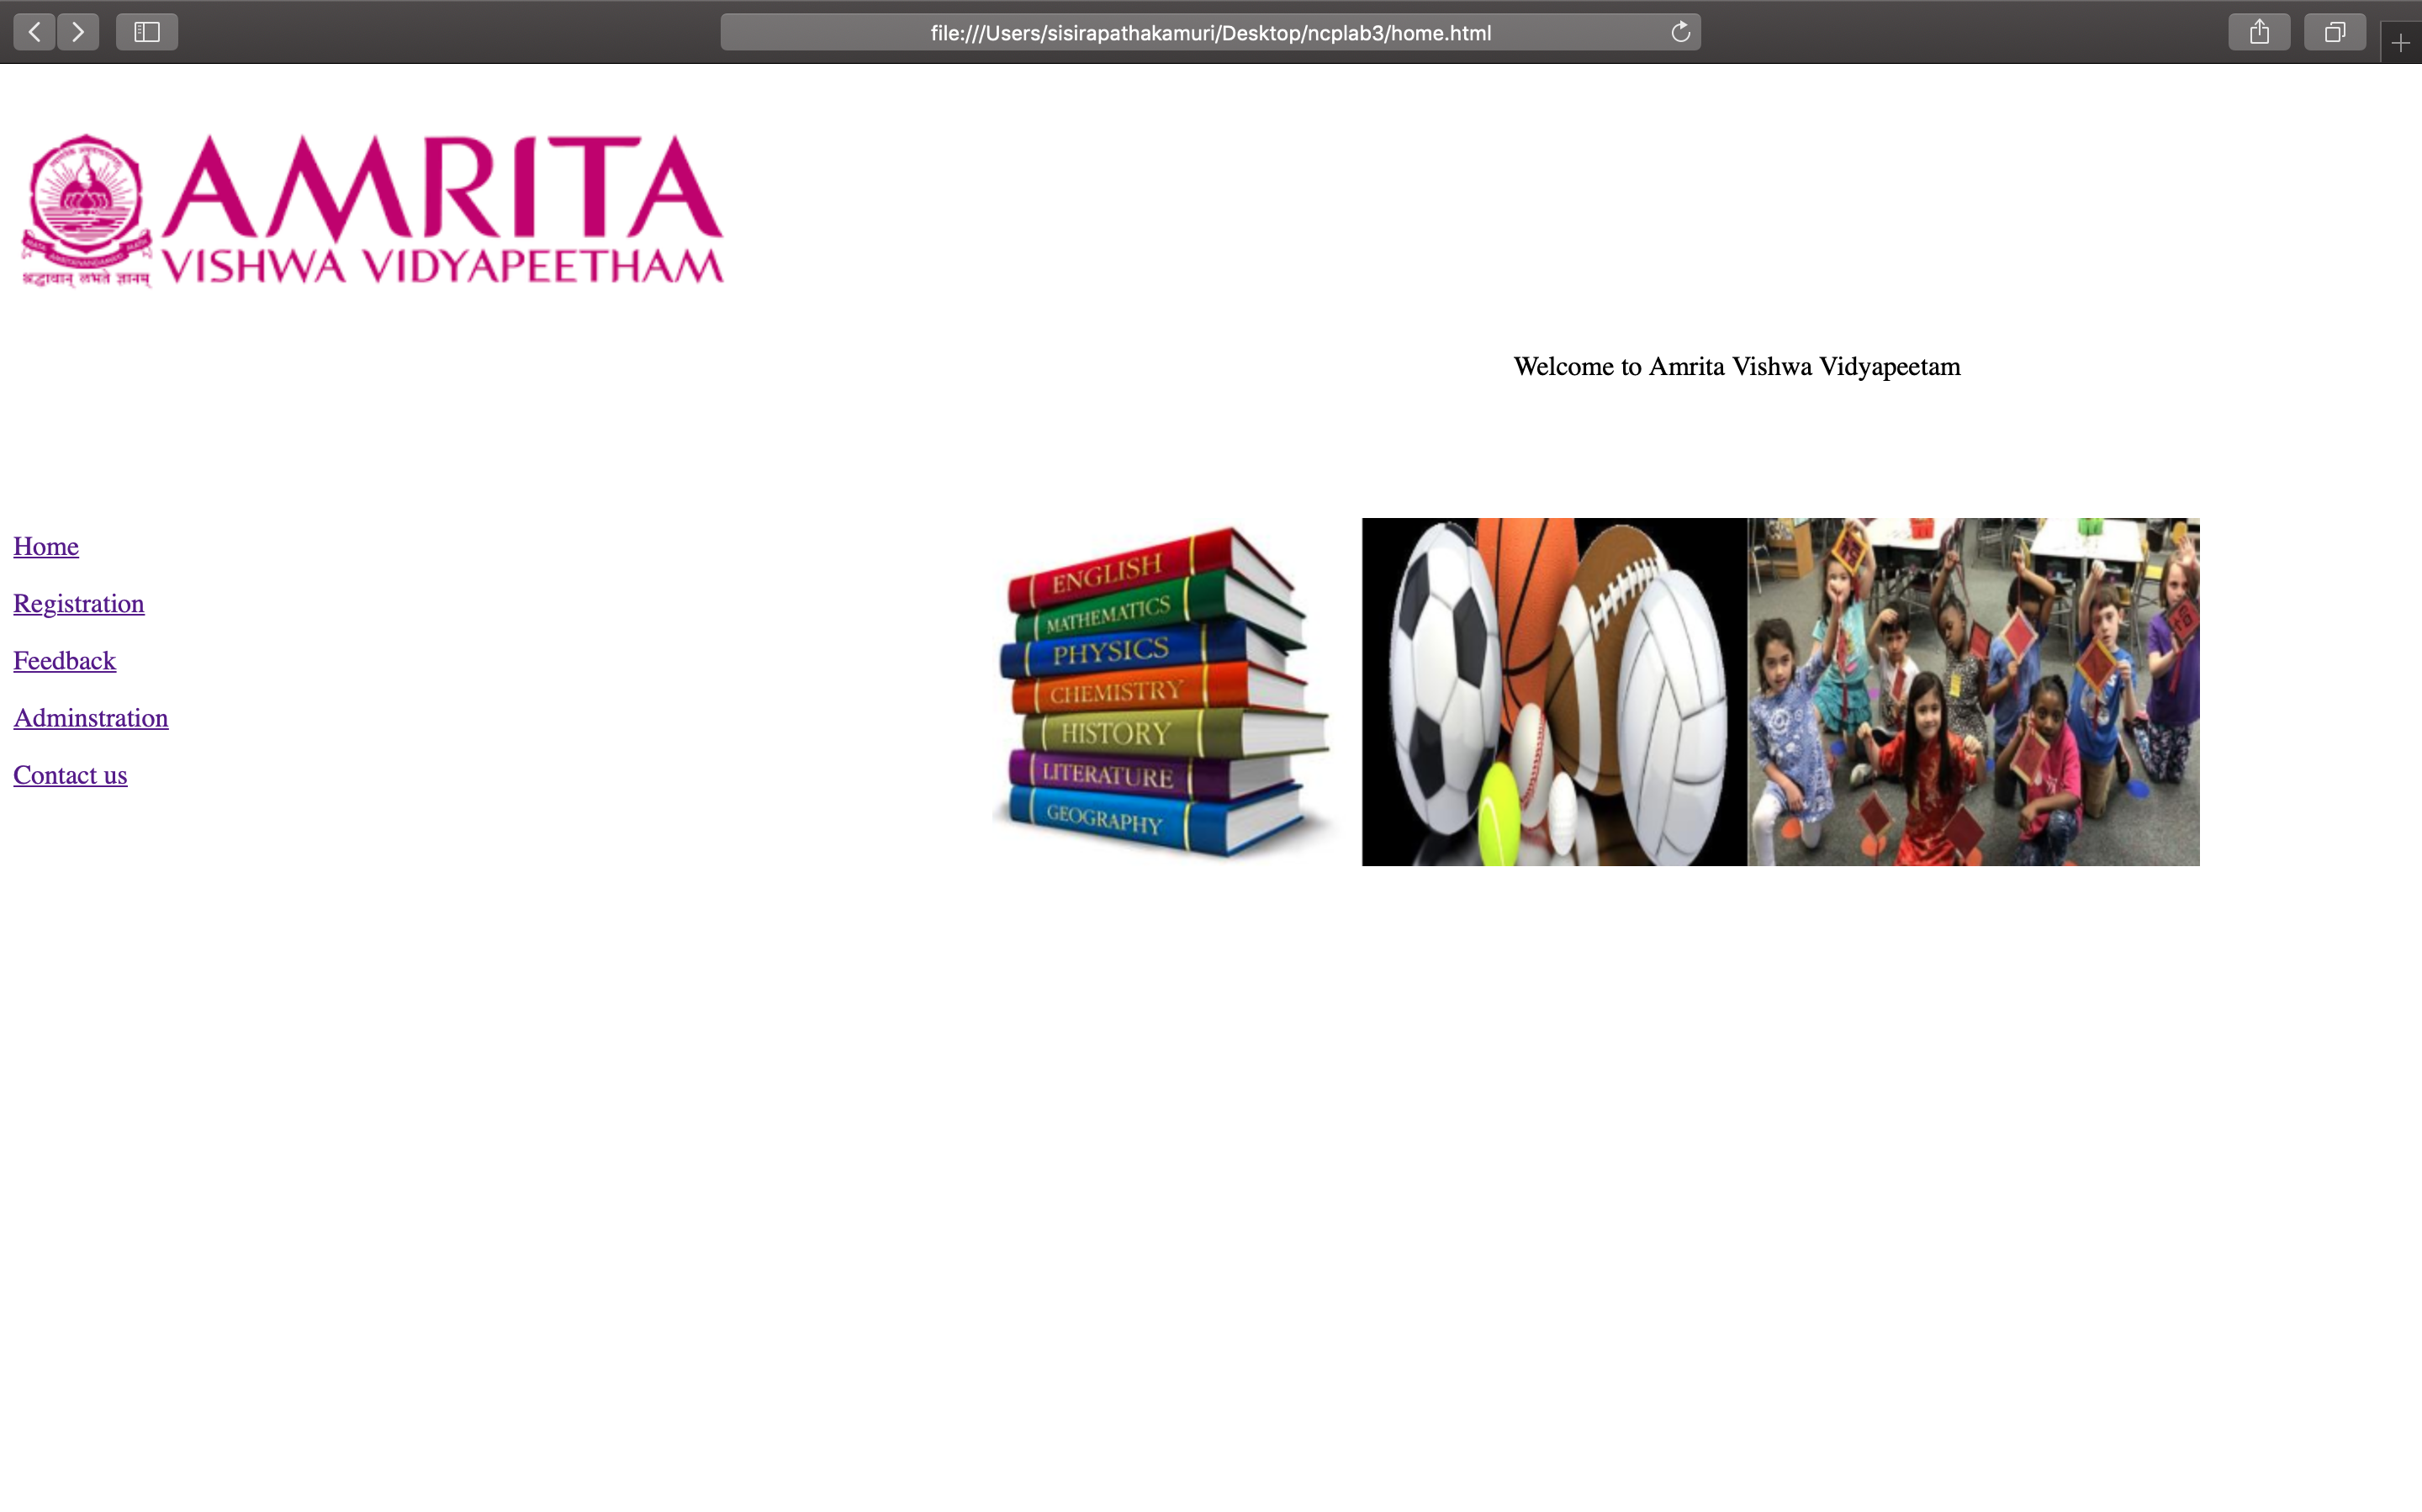 file:///Users/sisirapathakamuri/Desktop/ncplab3/home.html
AMRITA
VISHWA VIDYAPEETHAM
श्रद्धावान् लभते ज्ञानम्
Welcome to Amrita Vishwa Vidyapeetam
Home
Registration
Feedback
Adminstration
Contact us
ENGLISH
MATHEMATICS
PHYSICS
CHEMISTRY
HISTORY
LITERATURE
GEOGRAPHY